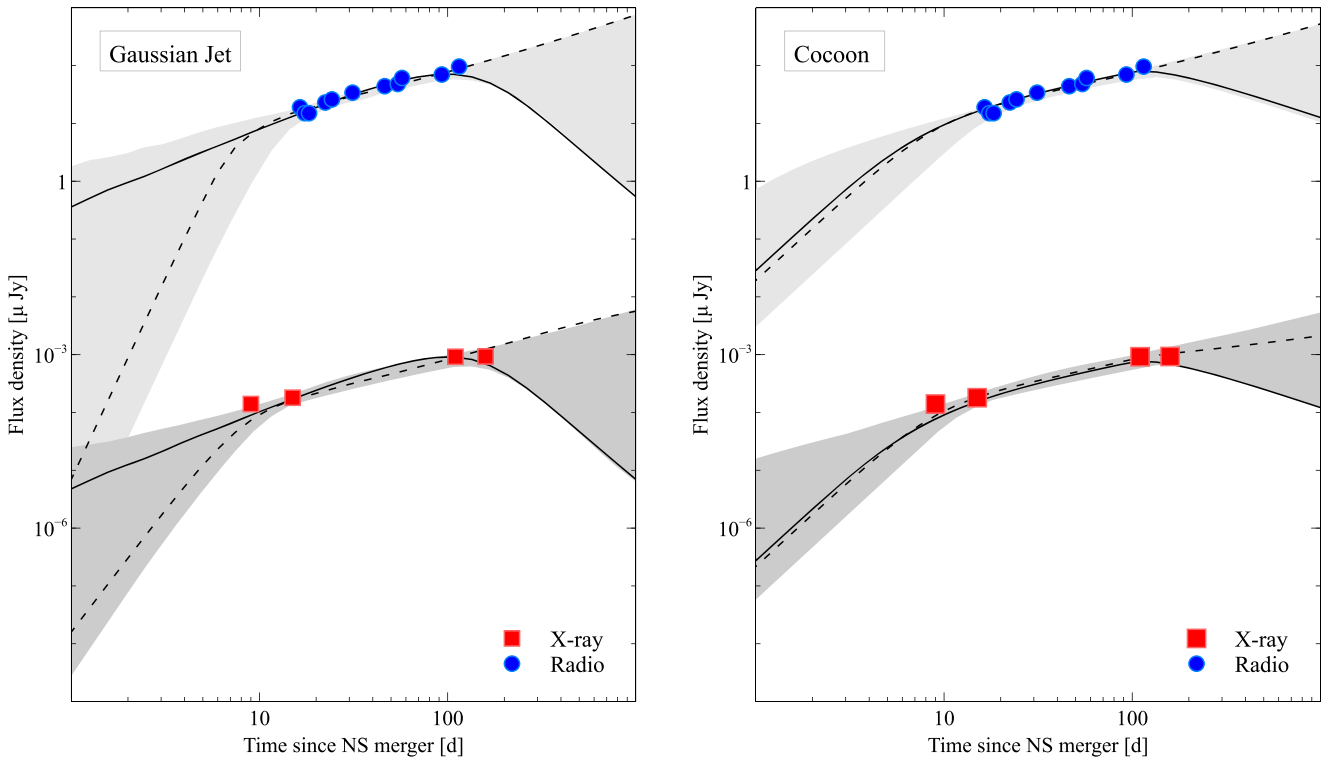 Gaussian Jet
Flux density [μ Jy]
1
10⁻³
10⁻⁶
10
100
Time since NS merger [d]
X-ray
Radio
Cocoon
Flux density [μ Jy]
1
10⁻³
10⁻⁶
10
100
Time since NS merger [d]
X-ray
Radio